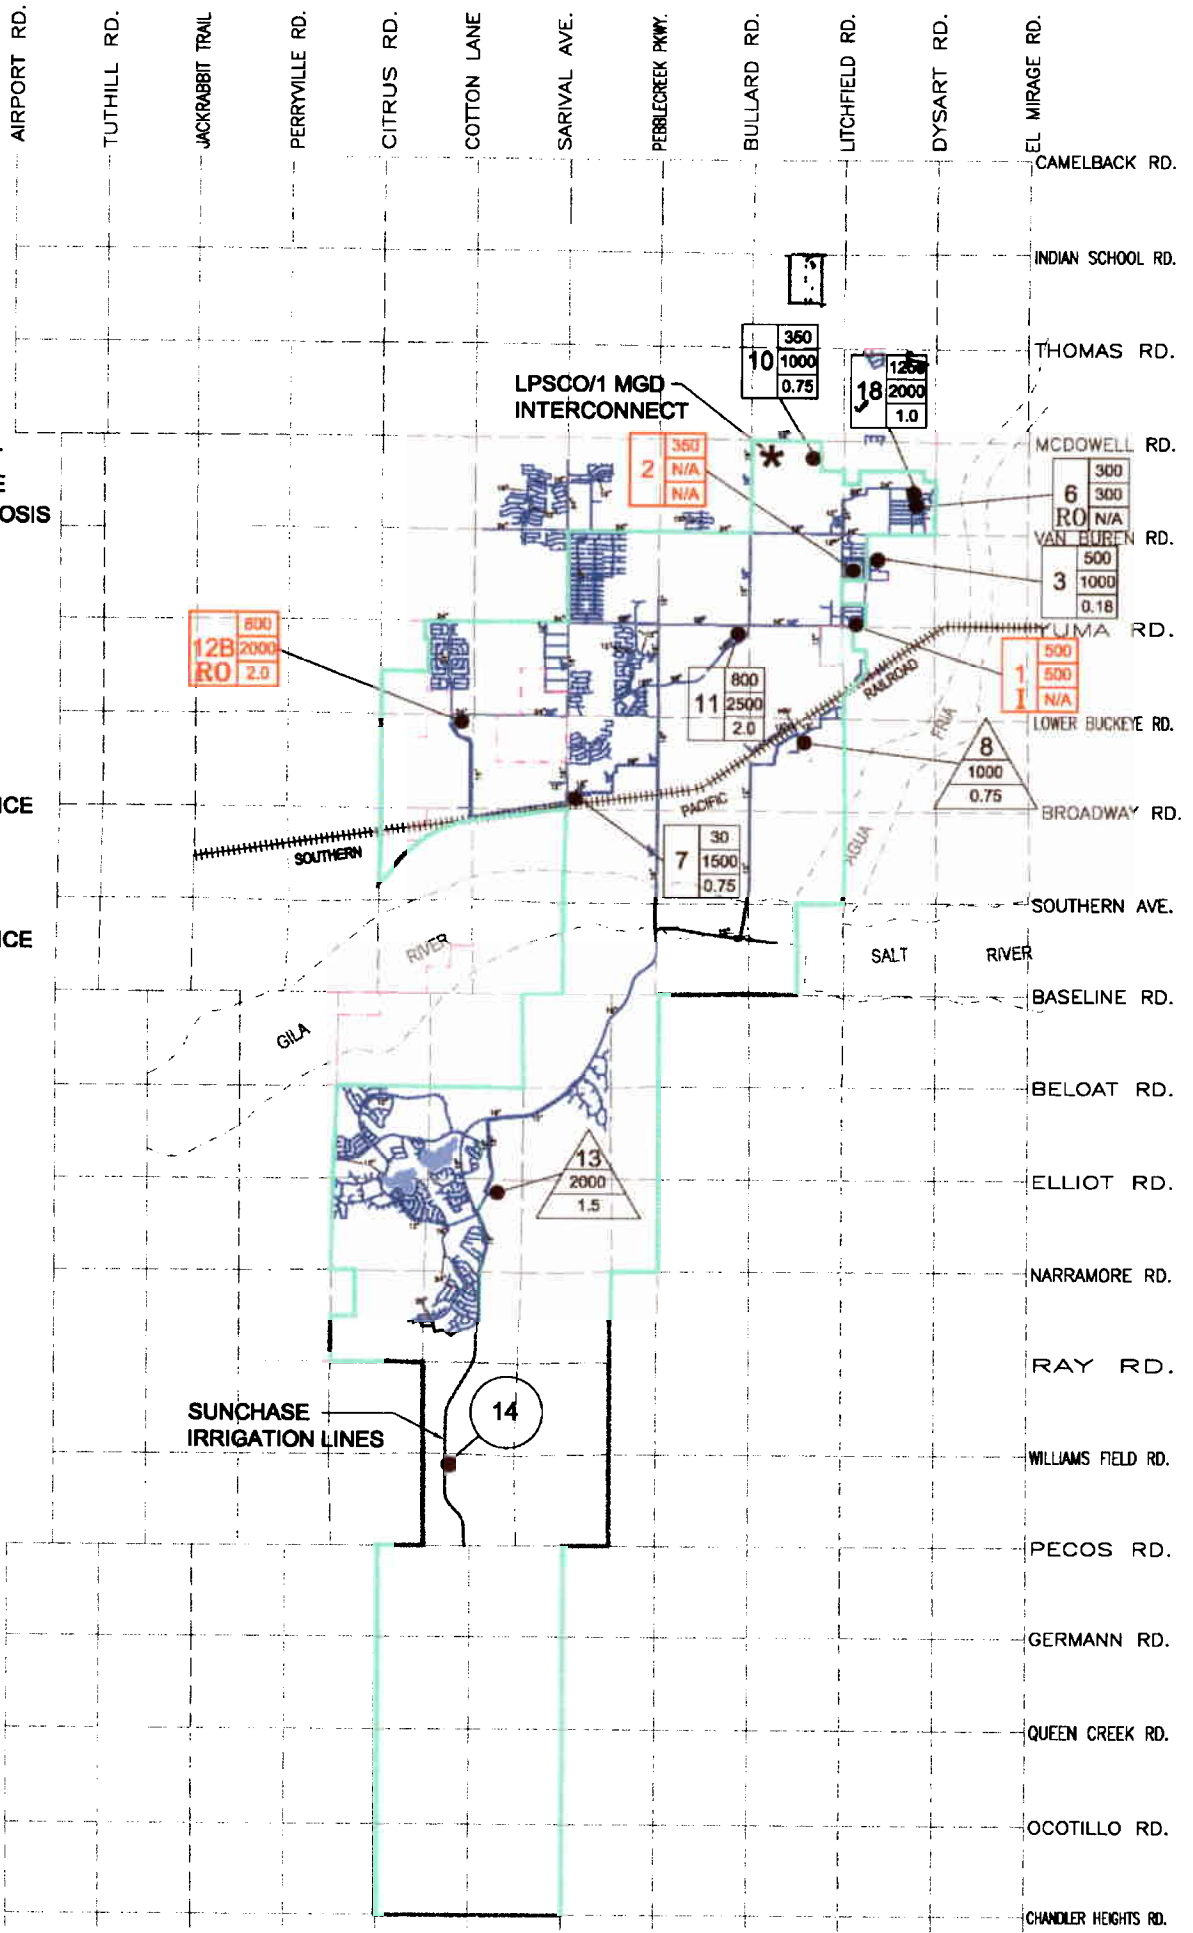 AIRPORT RD.
TUTHILL RD.
JACKRABBIT TRAIL
PERRYVILLE RD.
CITRUS RD.
COTTON LANE
SARIVAL AVE.
PEBBLECREEK PKWY.
BULLARD RD.
LITCHFIELD RD.
DYSART RD.
EL MIRAGE RD.
CAMELBACK RD.
INDIAN SCHOOL RD.
THOMAS RD.
MCDOWELL RD.
VAN BUREN RD.
YUMA RD.
LOWER BUCKEYE RD.
BROADWAY RD.
SOUTHERN AVE.
BASELINE RD.
BELOAT RD.
ELLIOT RD.
NARRAMORE RD.
RAY RD.
WILLIAMS FIELD RD.
PECOS RD.
GERMANN RD.
QUEEN CREEK RD.
OCOTILLO RD.
CHANDLER HEIGHTS RD.
OSIS
ICE
ICE
LPSCO/1 MGD
INTERCONNECT
10
350
1000
0.75
18
2000
1.0
2
350
N/A
N/A
6
RO
300
300
N/A
3
500
1000
0.18
12B
RO
800
2000
2.0
1
I
500
500
N/A
11
800
2500
2.0
8
1000
0.75
7
30
1500
0.75
SOUTHERN
PACIFIC
RAILROAD
AGUA
FRIA
SALT
RIVER
GILA
RIVER
13
2000
1.5
14
SUNCHASE
IRRIGATION LINES